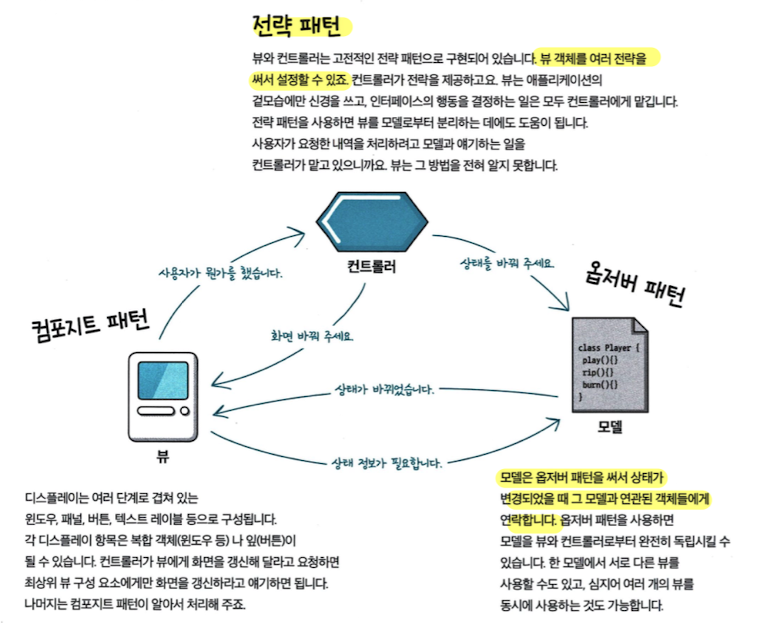 전략 패턴
뷰와 컨트롤러는 고전적인 전략 패턴으로 구현되어 있습니다. 뷰 객체를 여러 전략을
써서 설정할 수 있죠. 컨트롤러가 전략을 제공하고요. 뷰는 애플리케이션의
겉모습에만 신경을 쓰고, 인터페이스의 행동을 결정하는 일은 모두 컨트롤러에게 맡깁니다.
전략 패턴을 사용하면 뷰를 모델로부터 분리하는 데에도 도움이 됩니다.
사용자가 요청한 내역을 처리하려고 모델과 얘기하는 일을
컨트롤러가 맡고 있으니까요. 뷰는 그 방법을 전혀 알지 못합니다.
컨트롤러
사용자가 뭔가를 했습니다.
상태를 바꿔 주세요.
옵저버 패턴
컴포지트 패턴
화면 바꿔 주세요.
class Player {
play(){}
rip(){}
burn(){}
}
상태가 바뀌었습니다.
모델
뷰
상태 정보가 필요합니다.
디스플레이는 여러 단계로 겹쳐 있는
윈도우, 패널, 버튼, 텍스트 레이블 등으로 구성됩니다.
각 디스플레이 항목은 복합 객체(윈도우 등) 나 잎(버튼)이
될 수 있습니다. 컨트롤러가 뷰에게 화면을 갱신해 달라고 요청하면
최상위 뷰 구성 요소에게만 화면을 갱신하라고 얘기하면 됩니다.
나머지는 컴포지트 패턴이 알아서 처리해 주죠.
모델은 옵저버 패턴을 써서 상태가
변경되었을 때 그 모델과 연관된 객체들에게
연락합니다. 옵저버 패턴을 사용하면
모델을 뷰와 컨트롤러로부터 완전히 독립시킬 수
있습니다. 한 모델에서 서로 다른 뷰를
사용할 수도 있고, 심지어 여러 개의 뷰를
동시에 사용하는 것도 가능합니다.